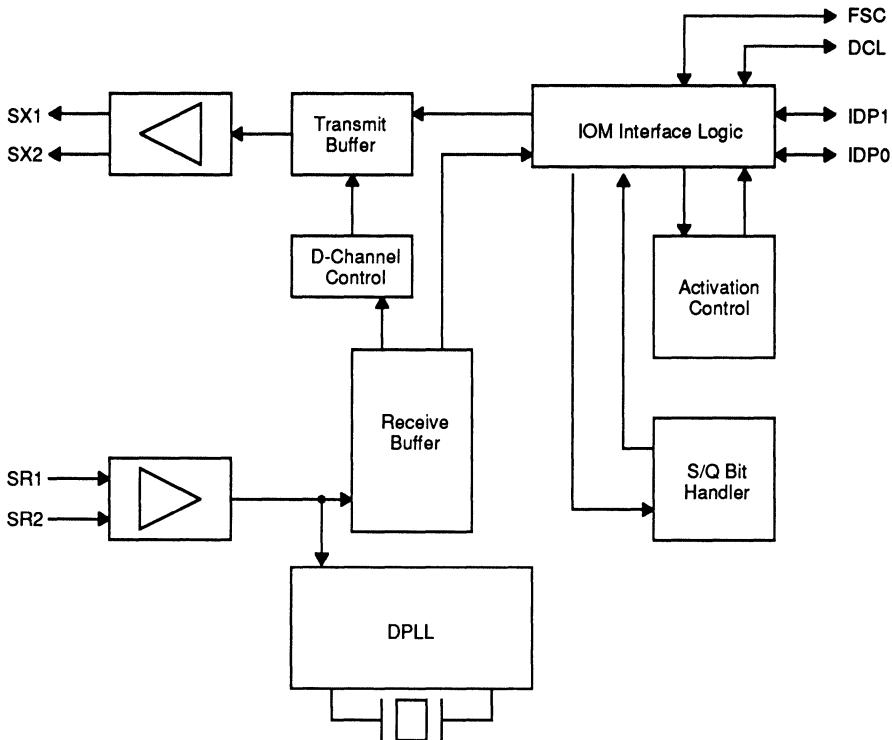 FSC
DCL
SX1
SX2
Transmit
Buffer
IOM Interface Logic
IDP1
IDP0
D-Channel
Control
Activation
Control
Receive
Buffer
SR1
SR2
S/Q Bit
Handler
DPLL